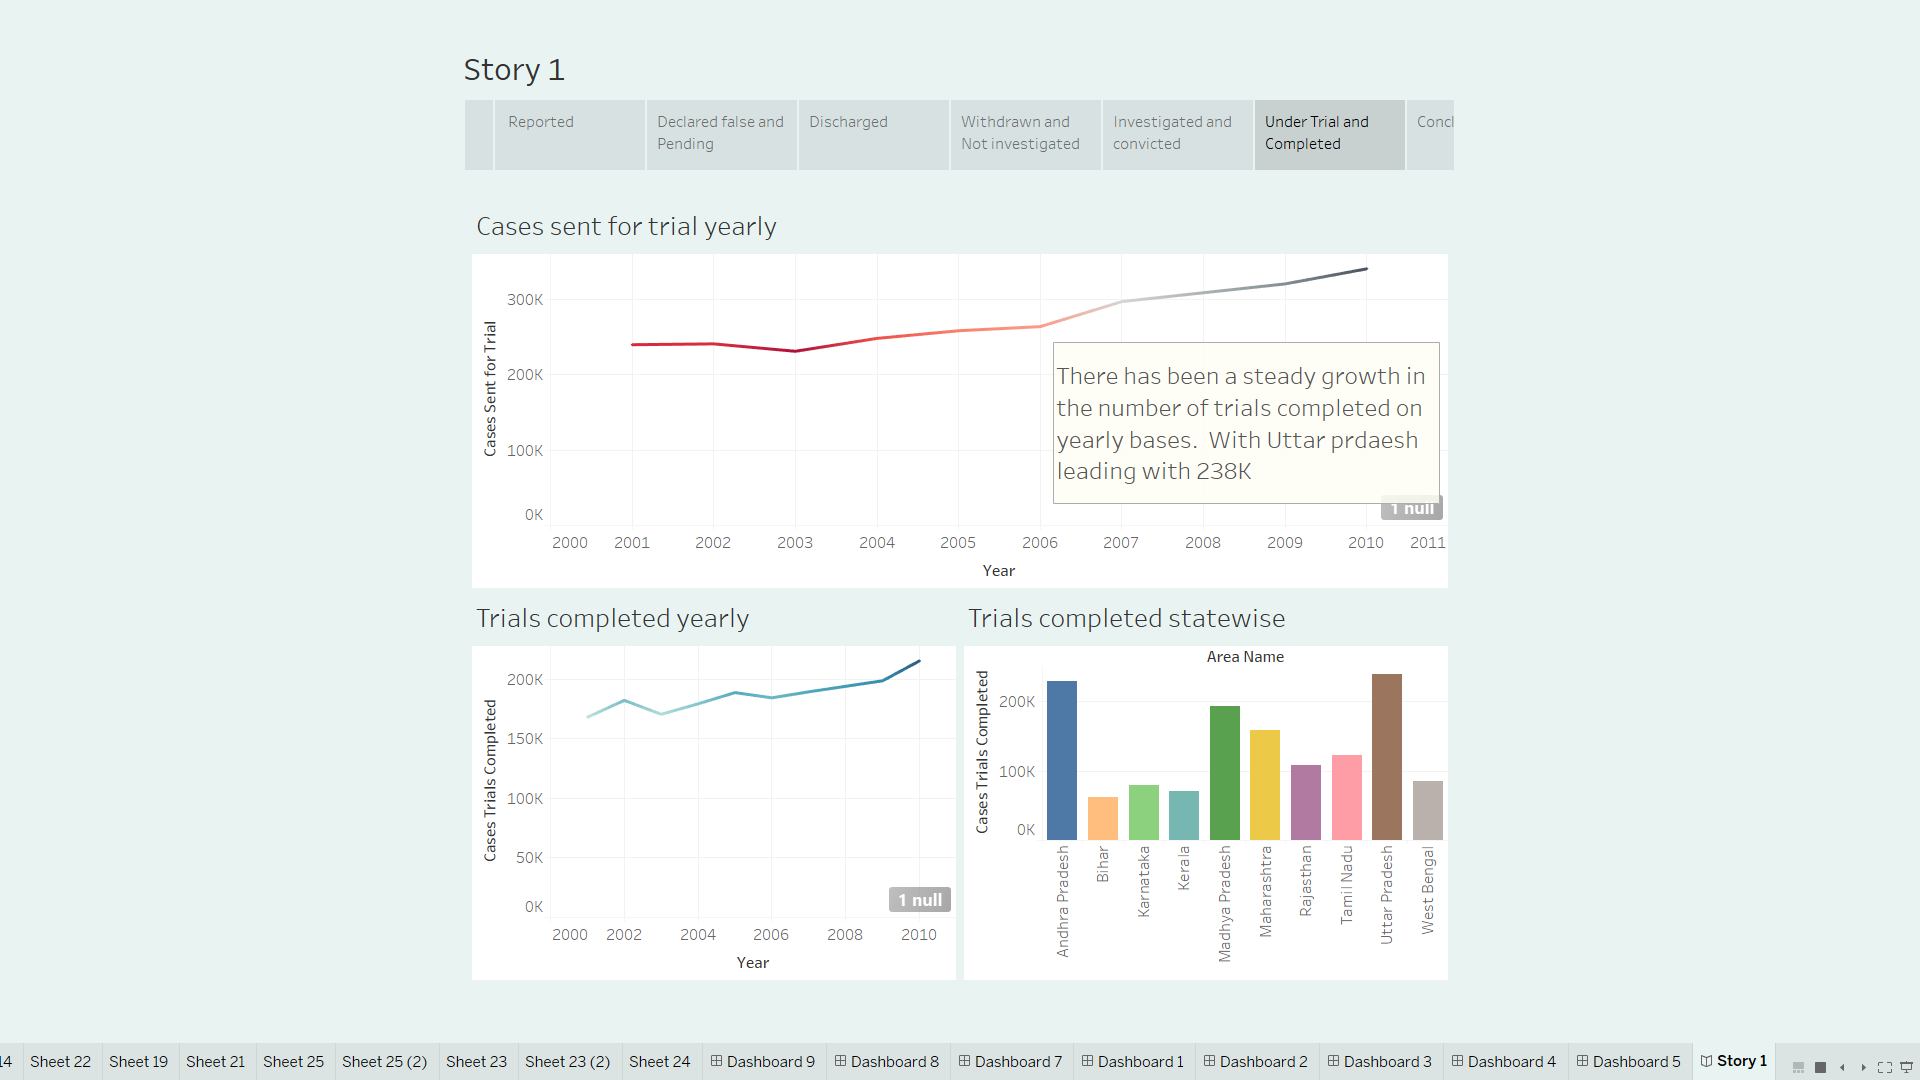 Story 1
Reported
Declared false and
Pending
Discharged
Withdrawn and
Not investigated
Investigated and
convicted
Under Trial and
Completed
Concl
Cases sent for trial yearly
Cases Sent for Trial
300K
200K
100K
0K
There has been a steady growth in
the number of trials completed on
yearly bases.  With Uttar prdaesh
leading with 238K
1 null
2000 2001 2002 2003 2004 2005 2006 2007 2008 2009 2010 2011
Year
Trials completed yearly
Cases Trials Completed
200K
150K
100K
50K
0K
1 null
2000 2002 2004 2006 2008 2010
Year
Trials completed statewise
Area Name
Cases Trials Completed
200K
100K
0K
Andhra Pradesh
Bihar
Karnataka
Kerala
Madhya Pradesh
Maharashtra
Rajasthan
Tamil Nadu
Uttar Pradesh
West Bengal
14 Sheet 22 Sheet 19 Sheet 21 Sheet 25 Sheet 25 (2) Sheet 23 Sheet 23 (2) Sheet 24 Dashboard 9 Dashboard 8 Dashboard 7 Dashboard 1 Dashboard 2 Dashboard 3 Dashboard 4 Dashboard 5 Story 1